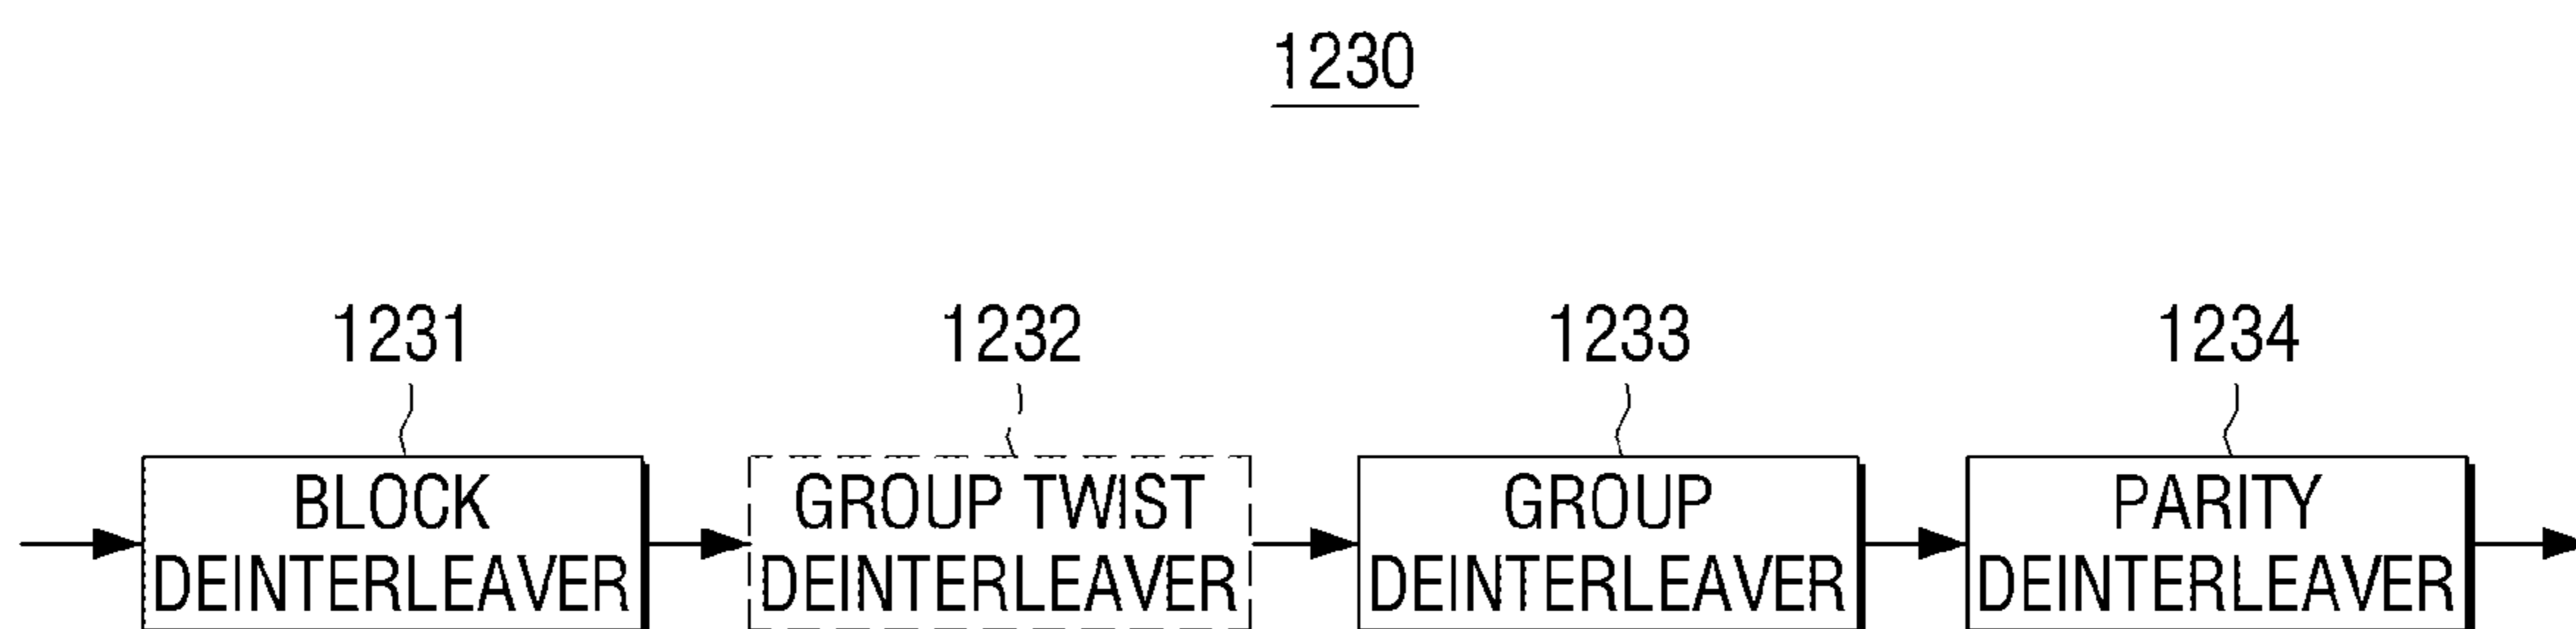 1230
1231
1232
1233
1234
BLOCK
DEINTERLEAVER
GROUP TWIST
DEINTERLEAVER
GROUP
DEINTERLEAVER
PARITY
DEINTERLEAVER